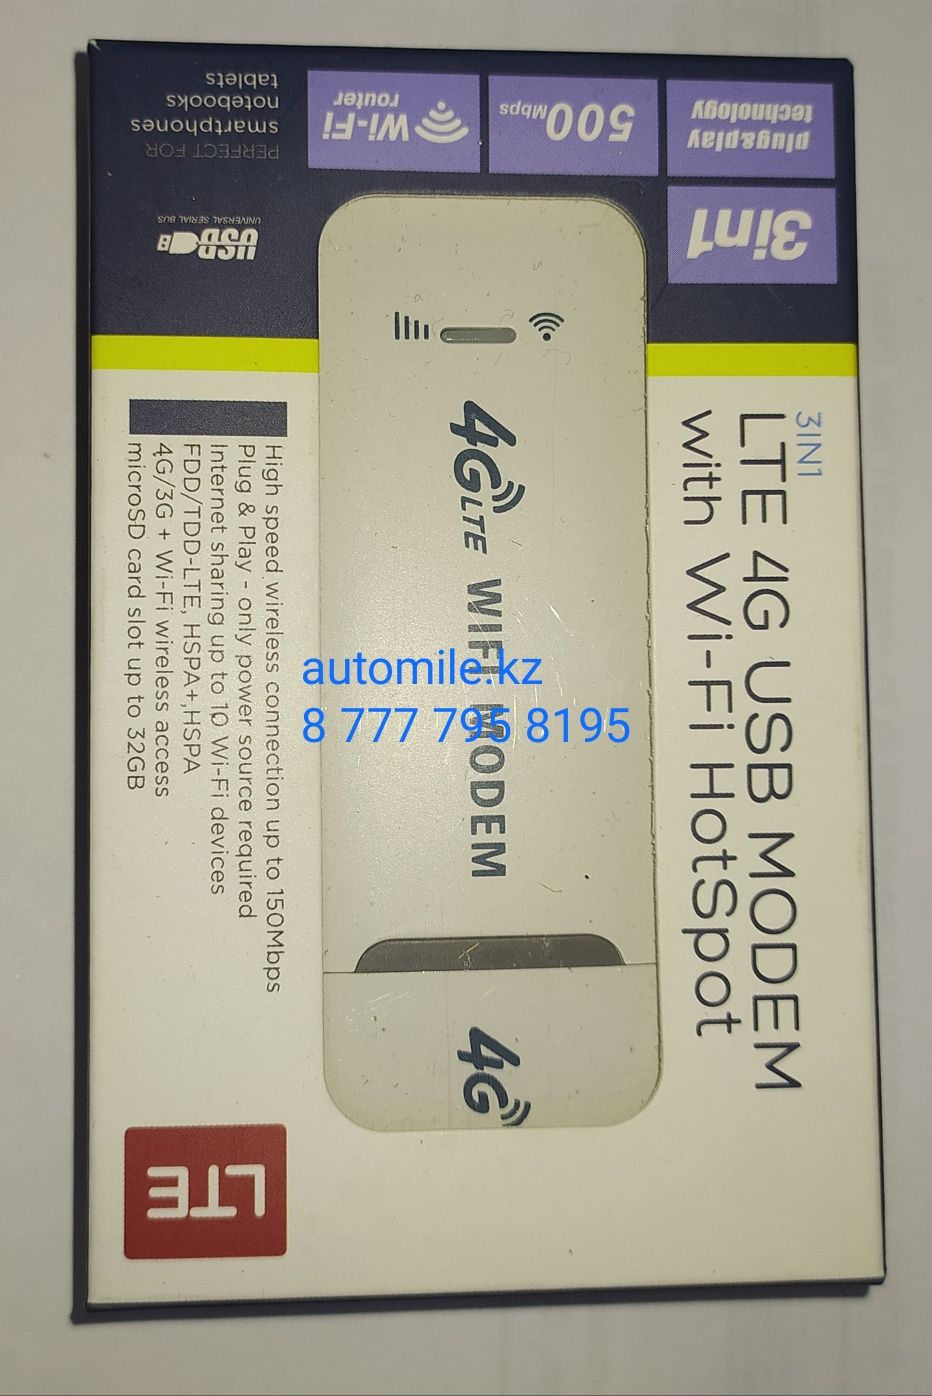 PERFECT FOR
smartphones
notebooks
tablets
Wi-Fi
router
500Mbps
plug&play
technology
3in1
USB
UNIVERSAL SERIAL BUS
3IN1
LTE 4G USB MODEM
with Wi-Fi HotSpot
4G LTE WIFI MODEM
4G
automile.kz
8 777 795 8195
High speed wireless connection up to 150Mbps
Plug & Play - only power source required
Internet sharing up to 10 Wi-Fi devices
FDD/TDD-LTE, HSPA+,HSPA
4G/3G + Wi-Fi wireless access
microSD card slot up to 32GB
LTE